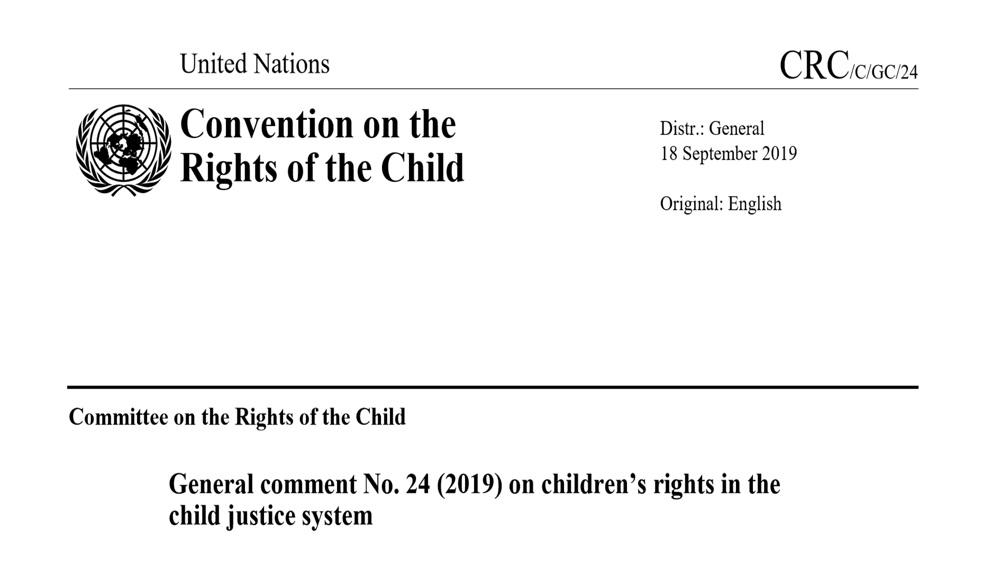 United Nations
CRC/C/GC/24
Convention on the
Rights of the Child
Distr.: General
18 September 2019
Original: English
Committee on the Rights of the Child
General comment No. 24 (2019) on children’s rights in the
child justice system